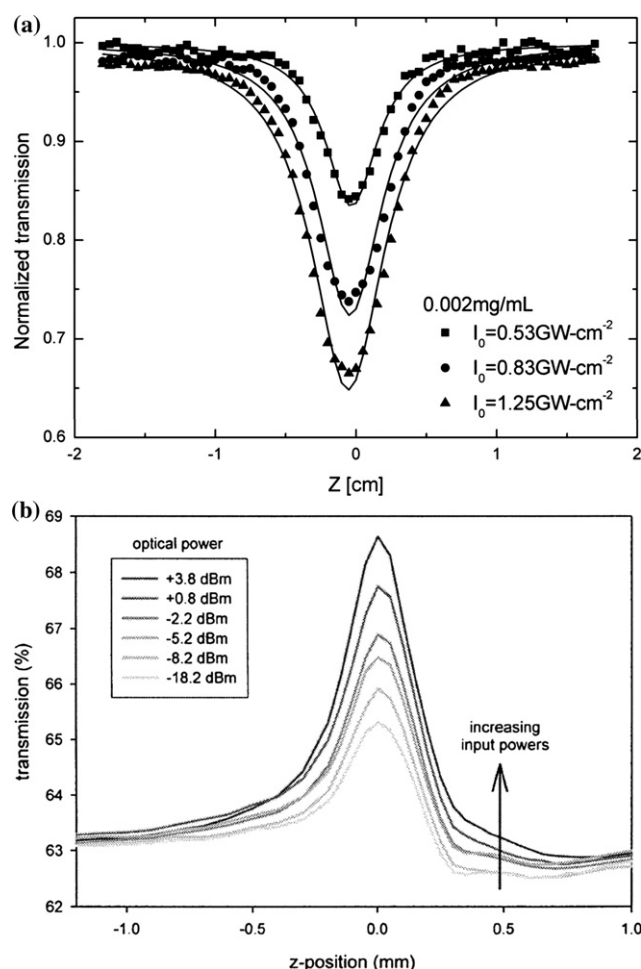 (a)
1.0
0.9
0.8
0.7
0.6
Normalized transmission
0.002mg/mL
I₀=0.53GW-cm⁻²
I₀=0.83GW-cm⁻²
I₀=1.25GW-cm⁻²
-2
-1
0
1
2
Z [cm]
(b)
69
68
67
66
65
64
63
62
transmission (%)
optical power
+3.8 dBm
+0.8 dBm
-2.2 dBm
-5.2 dBm
-8.2 dBm
-18.2 dBm
increasing
input powers
-1.0
-0.5
0.0
0.5
1.0
z-position (mm)